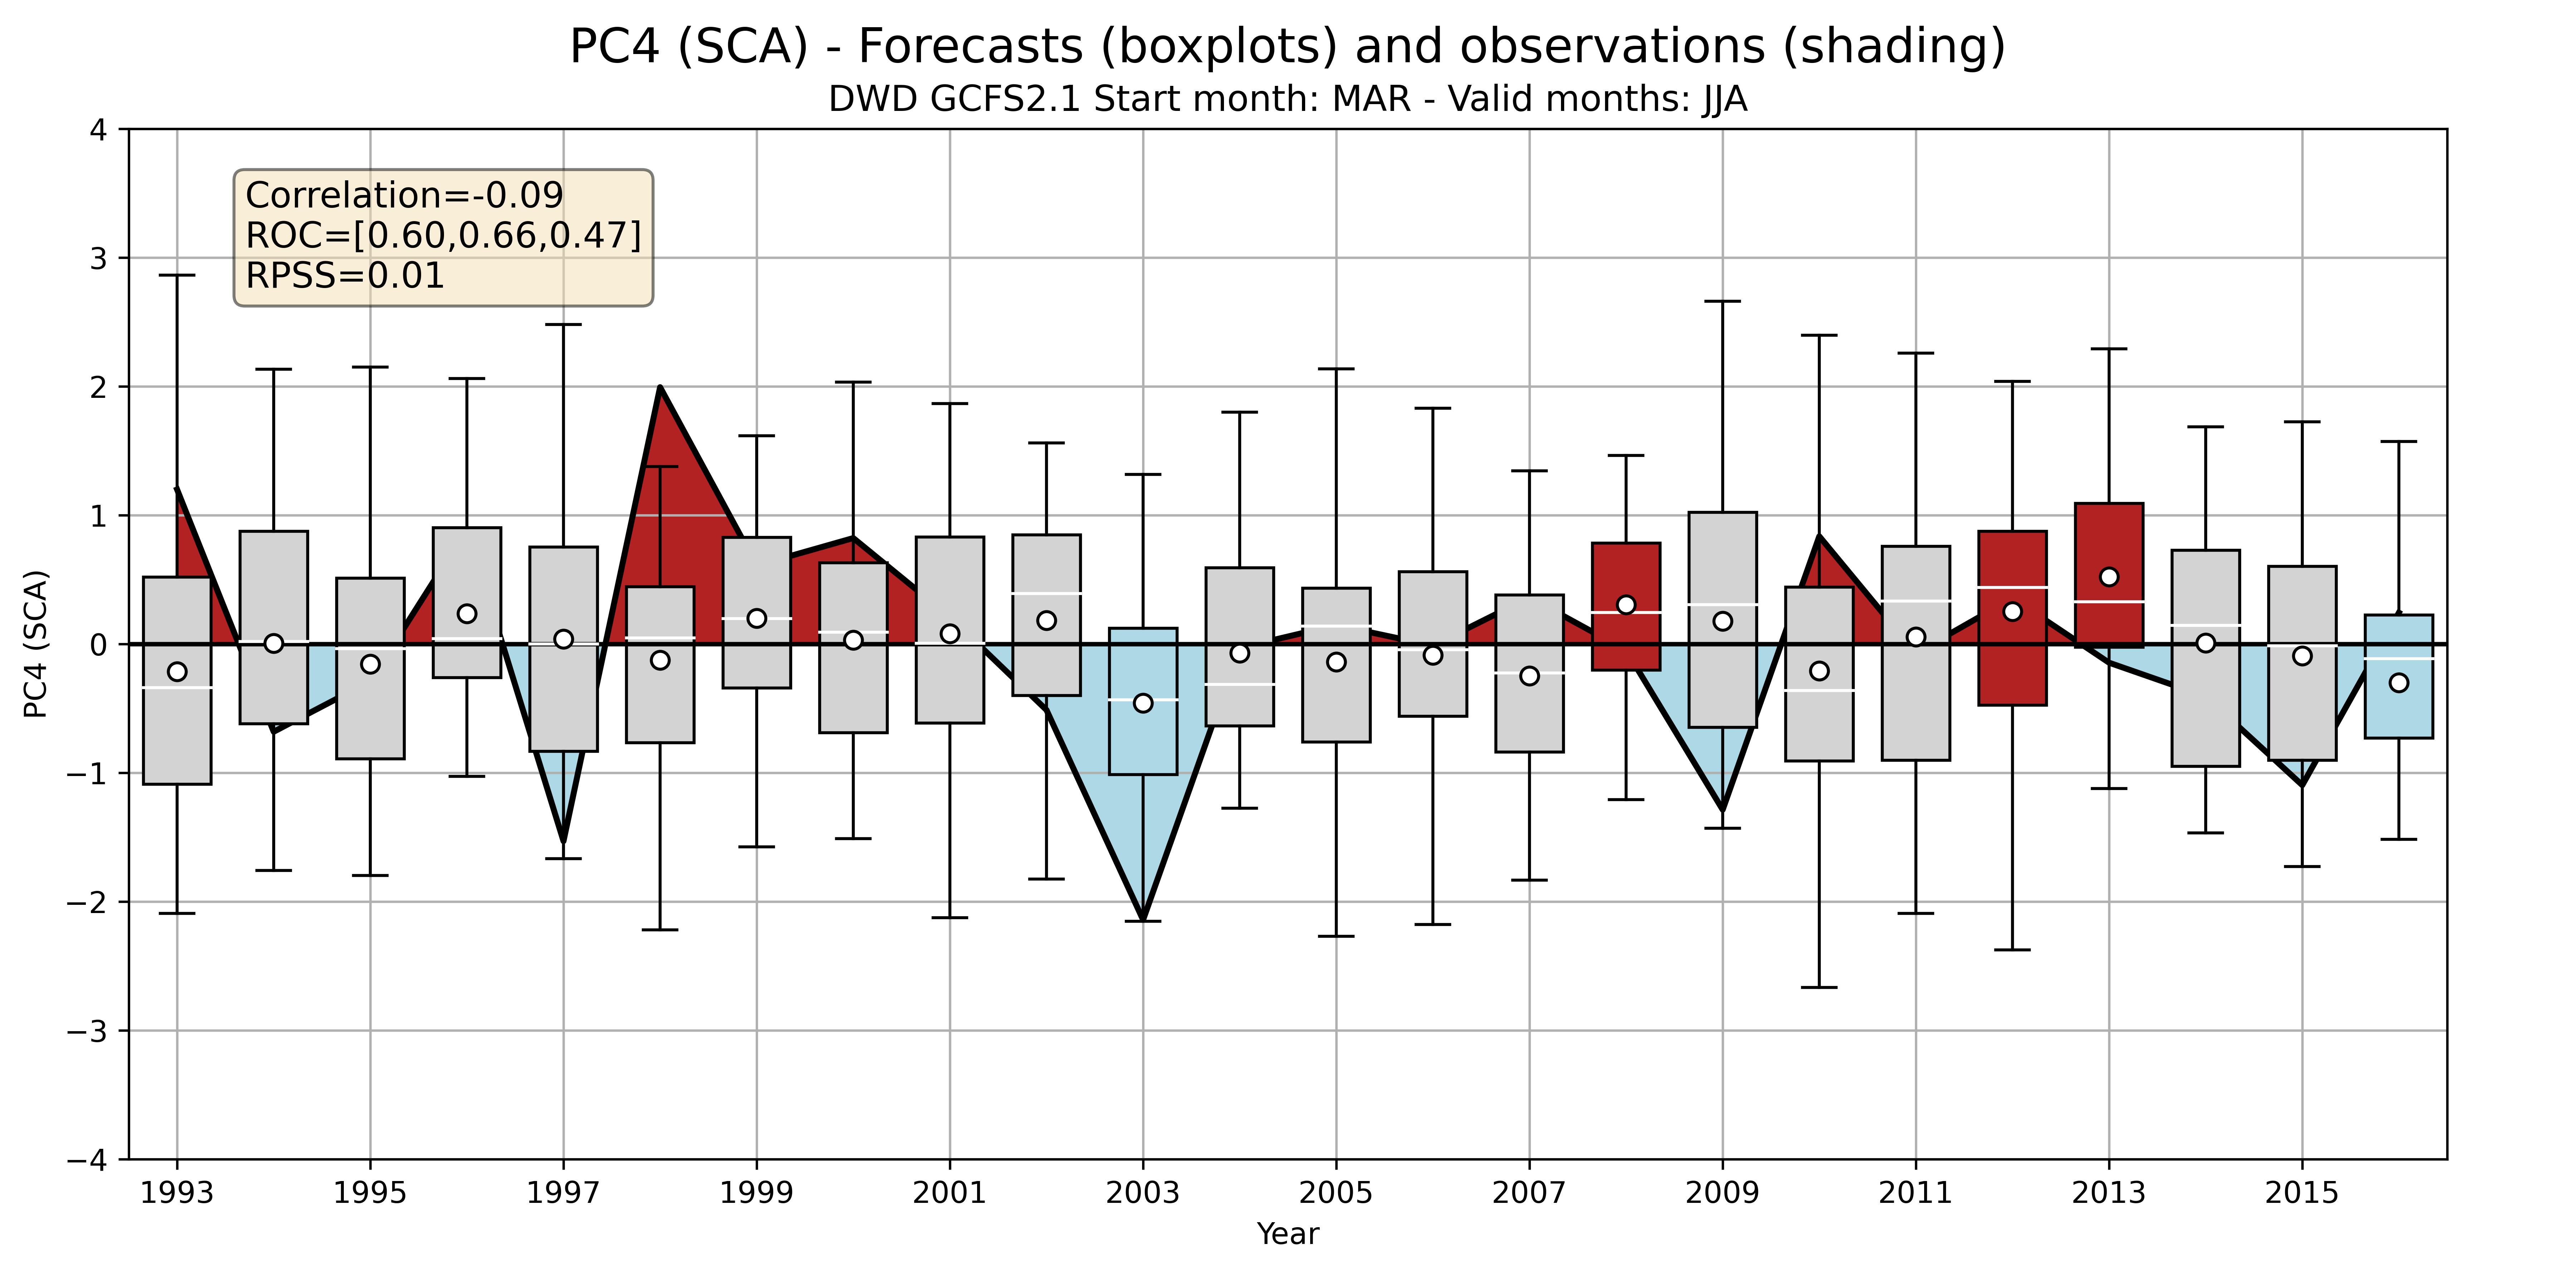 PC4 (SCA) - Forecasts (boxplots) and observations (shading)
DWD GCFS2.1 Start month: MAR - Valid months: JJA
Correlation=-0.09
ROC=[0.60,0.66,0.47]
RPSS=0.01
PC4 (SCA)
4
3
2
1
0
−1
−2
−3
−4
1993 1995 1997 1999 2001 2003 2005 2007 2009 2011 2013 2015
Year